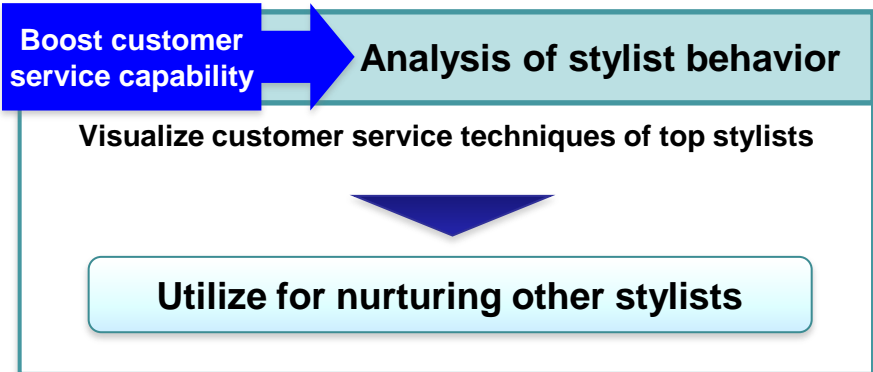 Boost customer
service capability
Analysis of stylist behavior
Visualize customer service techniques of top stylists
Utilize for nurturing other stylists